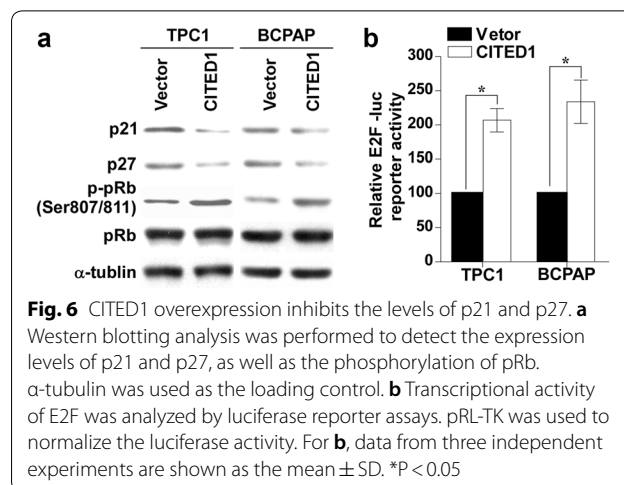 a
TPC1 BCPAP
Vector CITED1 Vector CITED1
p21
p27
p-pRb
(Ser807/811)
pRb
α-tublin
b
Vetor
CITED1
Relative E2F -luc
reporter activity
300
250
200
150
100
50
0
* *
TPC1 BCPAP
Fig. 6 CITED1 overexpression inhibits the levels of p21 and p27. a
Western blotting analysis was performed to detect the expression
levels of p21 and p27, as well as the phosphorylation of pRb.
α-tubulin was used as the loading control. b Transcriptional activity
of E2F was analyzed by luciferase reporter assays. pRL-TK was used to
normalize the luciferase activity. For b, data from three independent
experiments are shown as the mean ± SD. *P < 0.05